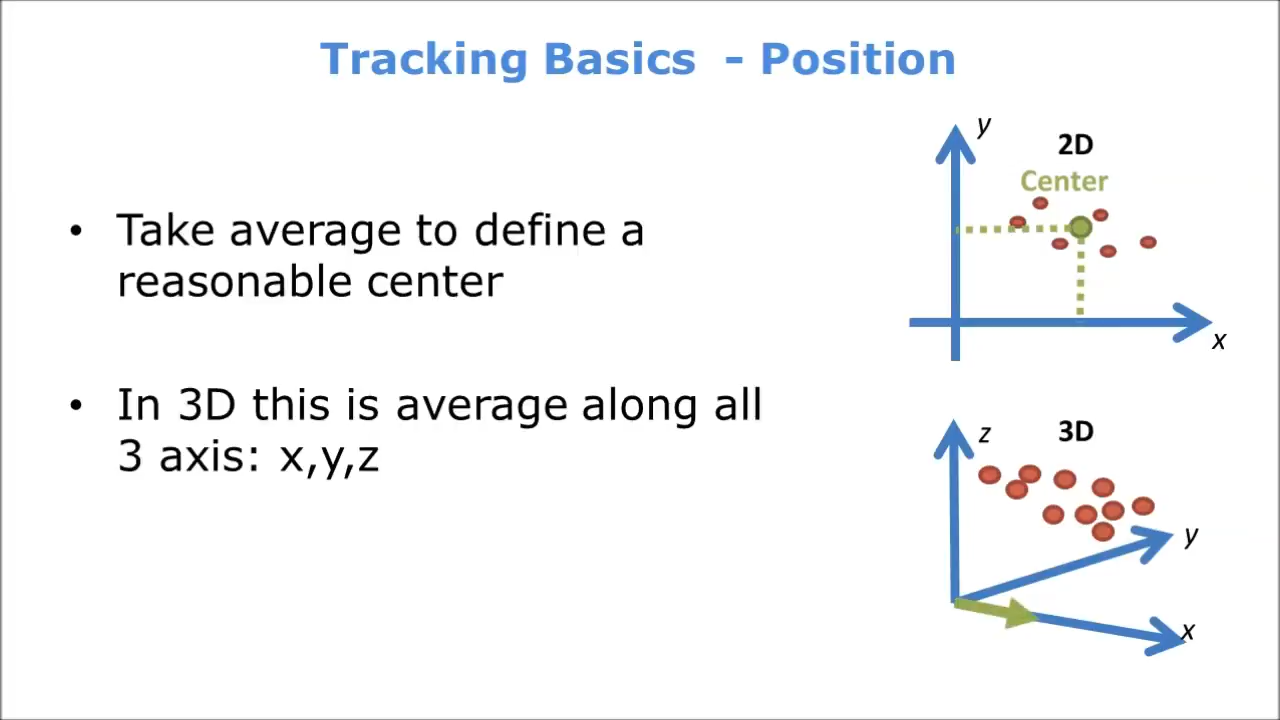 Tracking Basics - Position
• Take average to define a
reasonable center
• In 3D this is average along all
3 axis: x,y,z
y
2D
Center
x
z
3D
y
x